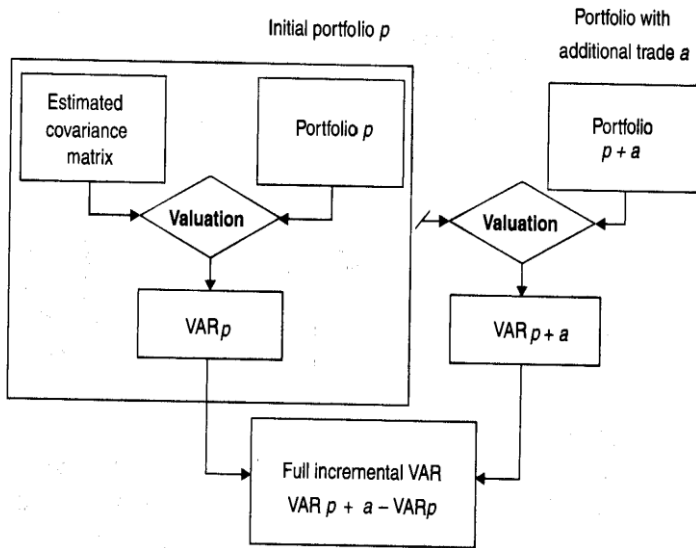 Initial portfolio p
Portfolio with
additional trade a
Estimated
covariance
matrix
Portfolio p
Portfolio
p + a
Valuation
Valuation
VAR p
VAR p + a
Full incremental VAR
VAR p + a – VARp